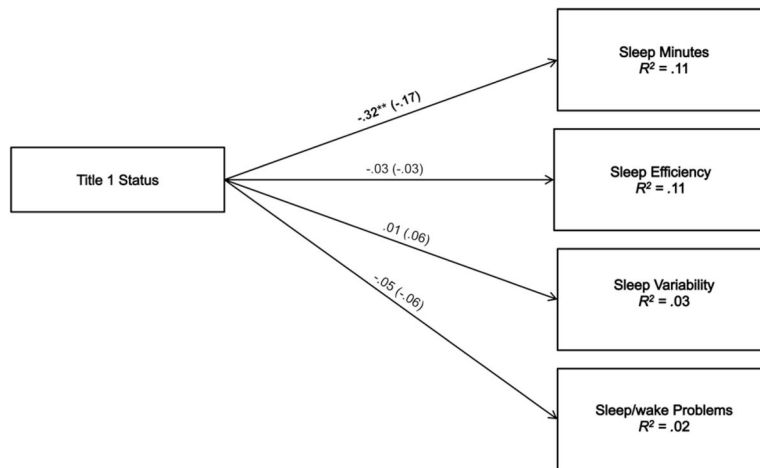 Sleep Minutes
R² = .11
-.32** (-.17)
Title 1 Status
-.03 (-.03)
Sleep Efficiency
R² = .11
.01 (.06)
Sleep Variability
R² = .03
-.05 (-.06)
Sleep/wake Problems
R² = .02